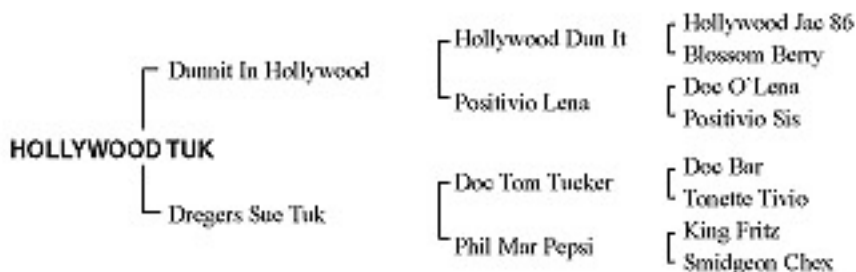 Hollywood Jac 86
Hollywood Dun It
Blossom Berry
Dunnit In Hollywood
Doc O'Lena
Positivio Lena
Positivio Sis
HOLLYWOOD TUK
Doc Bar
Doc Tom Tucker
Tonette Tivio
Dregers Sue Tuk
King Fritz
Phil Mar Pepsi
Smidgeon Chex